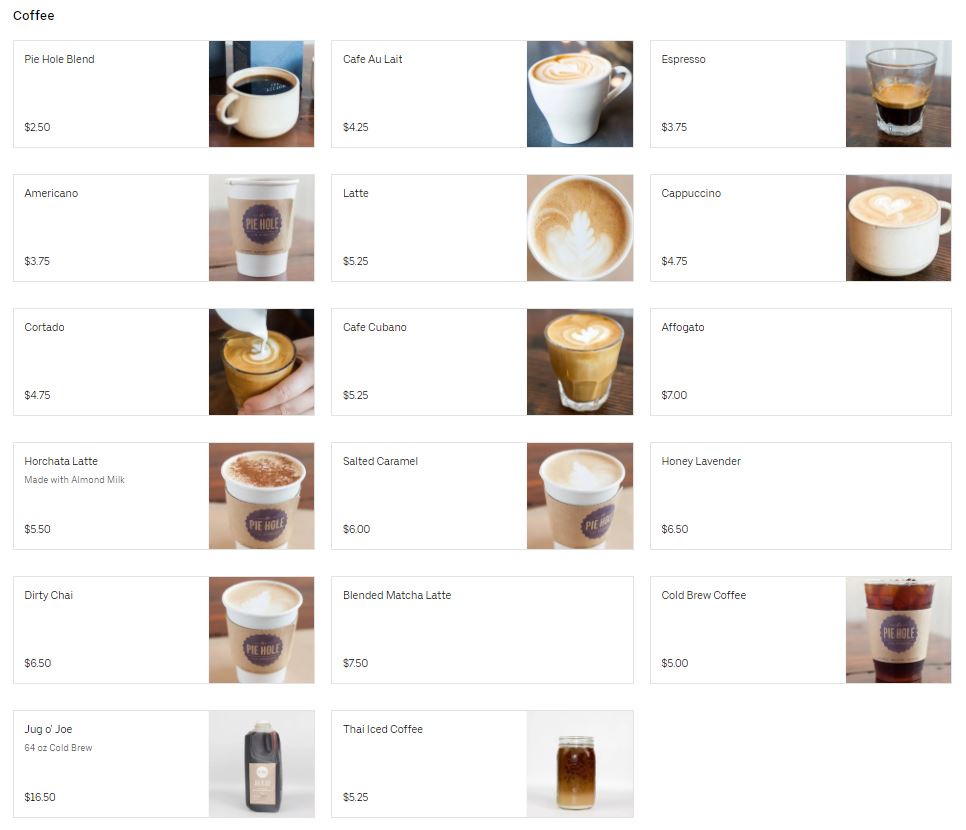 Coffee
Pie Hole Blend
$2.50
Cafe Au Lait
$4.25
Espresso
$3.75
Americano
$3.75
PIE HOLE
Latte
$5.25
Cappuccino
$4.75
Cortado
$4.75
Cafe Cubano
$5.25
Affogato
$7.00
Horchata Latte
Made with Almond Milk
$5.50
PIE HOLE
Salted Caramel
$6.00
PIE HOLE
Honey Lavender
$6.50
Dirty Chai
$6.50
PIE HOLE
Blended Matcha Latte
$7.50
Cold Brew Coffee
$5.00
PIE HOLE
Jug o' Joe
64 oz Cold Brew
$16.50
Thai Iced Coffee
$5.25